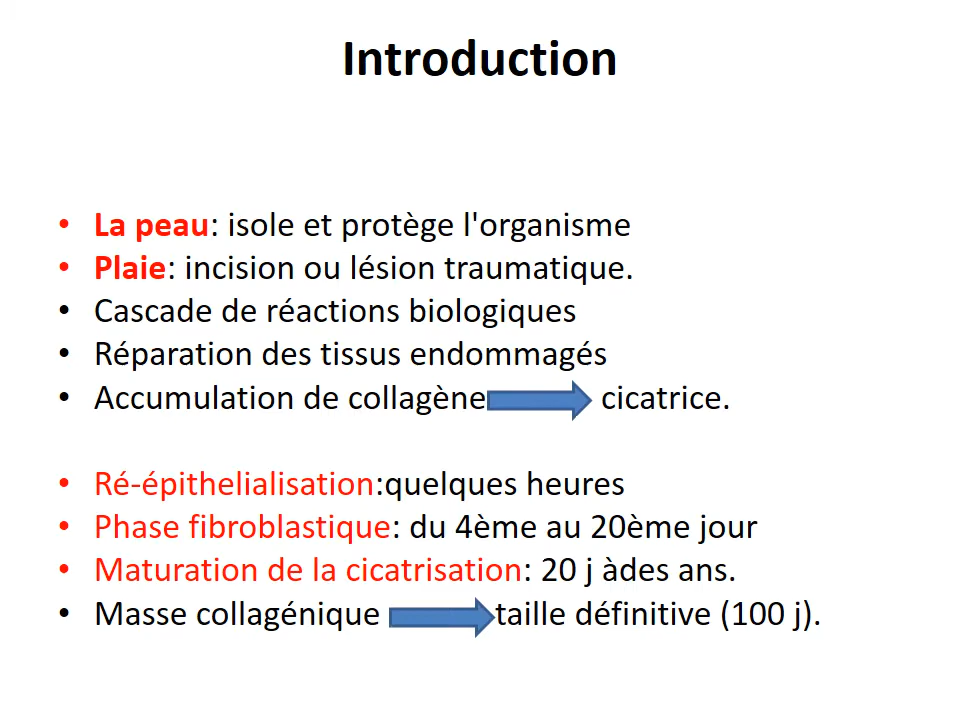 Introduction
• La peau: isole et protège l'organisme
• Plaie: incision ou lésion traumatique.
• Cascade de réactions biologiques
• Réparation des tissus endommagés
• Accumulation de collagène cicatrice.
• Ré-épithelialisation:quelques heures
• Phase fibroblastique: du 4ème au 20ème jour
• Maturation de la cicatrisation: 20 j àdes ans.
• Masse collagénique taille définitive (100 j).